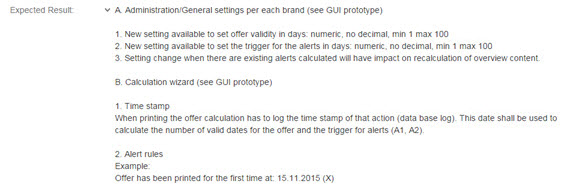 Expected Result:
A. Administration/General settings per each brand (see GUI prototype)
1. New setting available to set offer validity in days: numeric, no decimal, min 1 max 100
2. New setting available to set the trigger for the alerts in days: numeric, no decimal, min 1 max 100
3. Setting change when there are existing alerts calculated will have impact on recalculation of overview content.
B. Calculation wizard (see GUI prototype)
1. Time stamp
When printing the offer calculation has to log the time stamp of that action (data base log). This date shall be used to
calculate the number of valid dates for the offer and the trigger for alerts (A1, A2).
2. Alert rules
Example:
Offer has been printed for the first time at: 15.11.2015 (X)